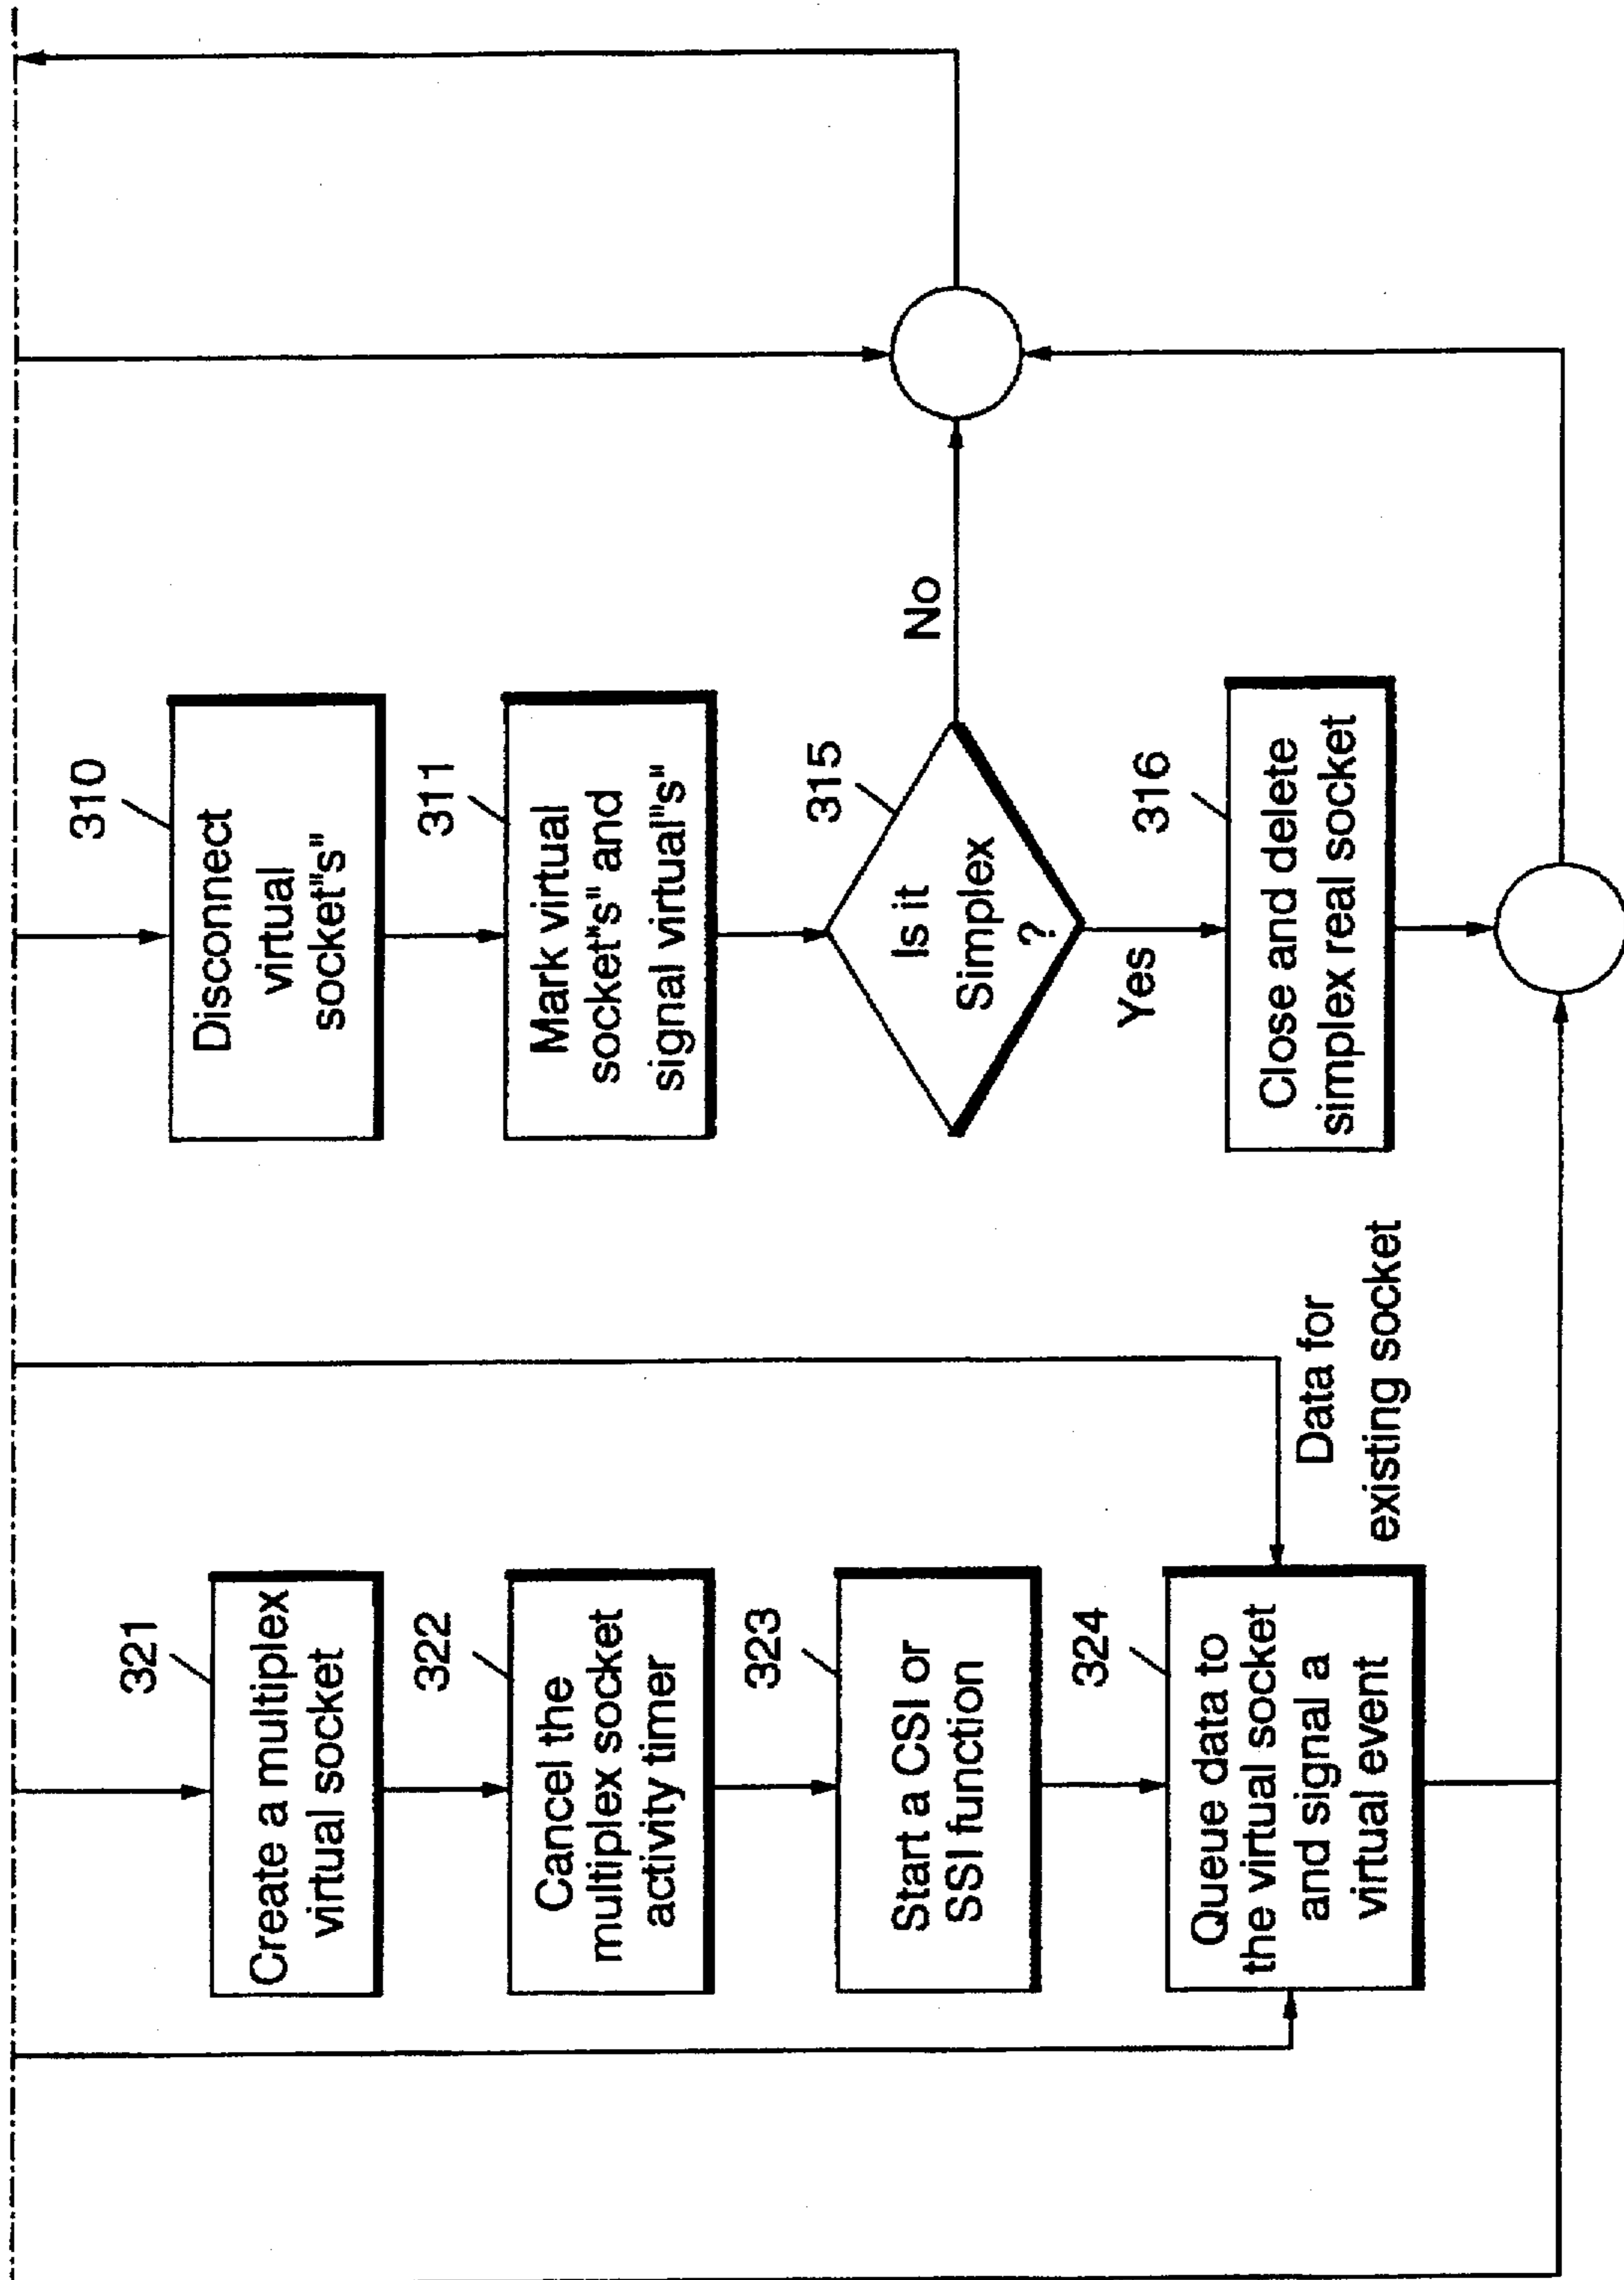 321
Create a multiplex
virtual socket
322
Cancel the
multiplex socket
activity timer
323
Start a CSI or
SSI function
324
Queue data to
the virtual socket
and signal a
virtual event
Data for
existing socket
310
Disconnect
virtual
socket"s"
311
Mark virtual
socket"s" and
signal virtual"s"
315
Is it
Simplex
?
No
Yes
316
Close and delete
simplex real socket